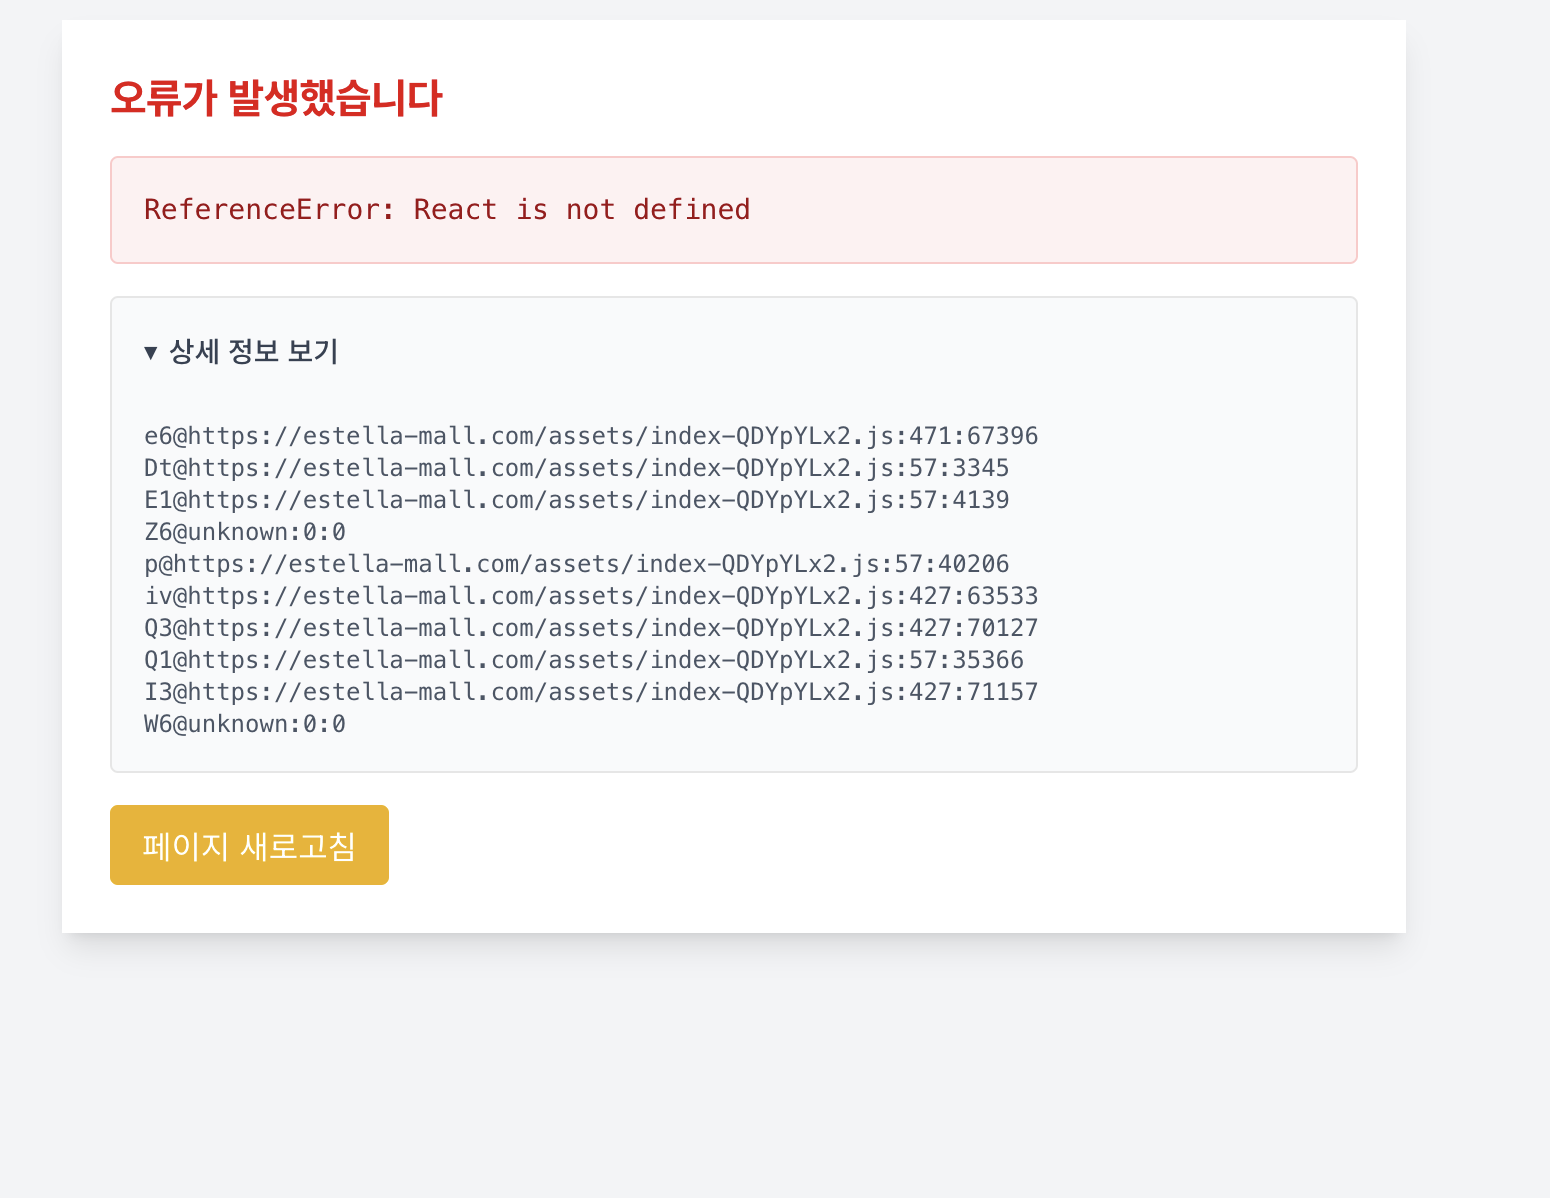 오류가 발생했습니다
ReferenceError: React is not defined
▼ 상세 정보 보기
e6@https://estella-mall.com/assets/index-QDYpYLx2.js:471:67396
Dt@https://estella-mall.com/assets/index-QDYpYLx2.js:57:3345
E1@https://estella-mall.com/assets/index-QDYpYLx2.js:57:4139
Z6@unknown:0:0
p@https://estella-mall.com/assets/index-QDYpYLx2.js:57:40206
iv@https://estella-mall.com/assets/index-QDYpYLx2.js:427:63533
Q3@https://estella-mall.com/assets/index-QDYpYLx2.js:427:70127
Q1@https://estella-mall.com/assets/index-QDYpYLx2.js:57:35366
I3@https://estella-mall.com/assets/index-QDYpYLx2.js:427:71157
W6@unknown:0:0
페이지 새로고침